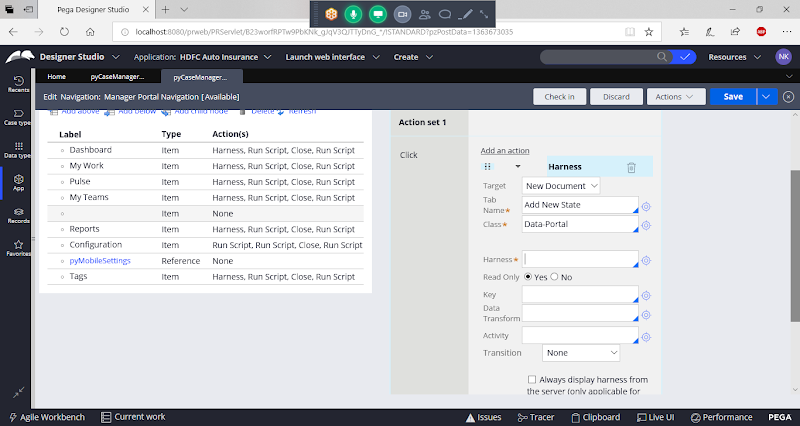 Pega Designer Studio
localhost:8080/prweb/PRServlet/B23worfRPTw9PbKNk_gJqV3QJTTyDnG_*/!STANDARD?pzPostData=1363673035
Designer Studio
Application: HDFC Auto Insurance
Launch web interface
Create
Resources
NK
Home
pyCaseManager...
pyCaseManager...
Recents
Case types
Data types
App
Records
Favorites
Edit Navigation: Manager Portal Navigation [Available]
Check in
Discard
Actions
Save
Add above
Add below
Add child node
Delete
Refresh
Label Type Action(s)
Dashboard Item Harness, Run Script, Close, Run Script
My Work Item Harness, Run Script, Close, Run Script
Pulse Item Harness, Run Script, Close, Run Script
My Teams Item Harness, Run Script, Close, Run Script
Item None
Reports Item Harness, Run Script, Close, Run Script
Configuration Item Run Script, Run Script, Close, Run Script
pyMobileSettings Reference None
Tags Item Harness, Run Script, Close, Run Script
Action set 1
Click
Add an action
Harness
Target New Document
Tab Name* Add New State
Class* Data-Portal
Harness*
Read Only Yes No
Key
Data Transform
Activity
Transition None
Always display harness from
the server (only applicable for
Agile Workbench
Current work
Issues
Tracer
Clipboard
Live UI
Performance
PEGA